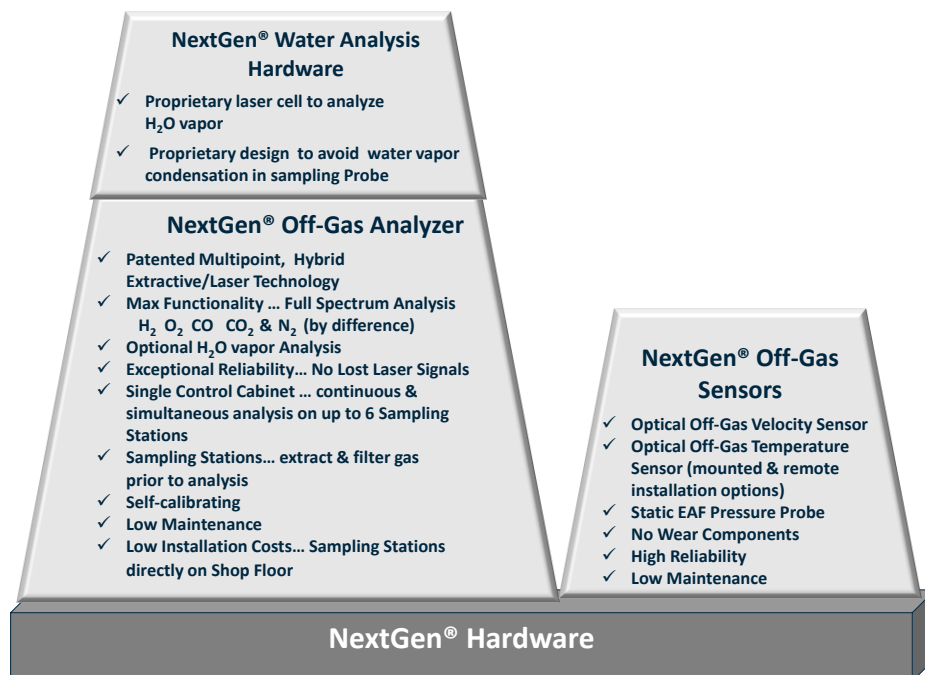 NextGen® Water Analysis
Hardware
✓ Proprietary laser cell to analyze
H₂O vapor
✓ Proprietary design to avoid water vapor
condensation in sampling Probe
NextGen® Off-Gas Analyzer
✓ Patented Multipoint, Hybrid
Extractive/Laser Technology
✓ Max Functionality ... Full Spectrum Analysis
H₂ O₂ CO CO₂ & N₂ (by difference)
✓ Optional H₂O vapor Analysis
✓ Exceptional Reliability... No Lost Laser Signals
✓ Single Control Cabinet ... continuous &
simultaneous analysis on up to 6 Sampling
Stations
✓ Sampling Stations... extract & filter gas
prior to analysis
✓ Self-calibrating
✓ Low Maintenance
✓ Low Installation Costs... Sampling Stations
directly on Shop Floor
NextGen® Off-Gas
Sensors
✓ Optical Off-Gas Velocity Sensor
✓ Optical Off-Gas Temperature
Sensor (mounted & remote
installation options)
✓ Static EAF Pressure Probe
✓ No Wear Components
✓ High Reliability
✓ Low Maintenance
NextGen® Hardware